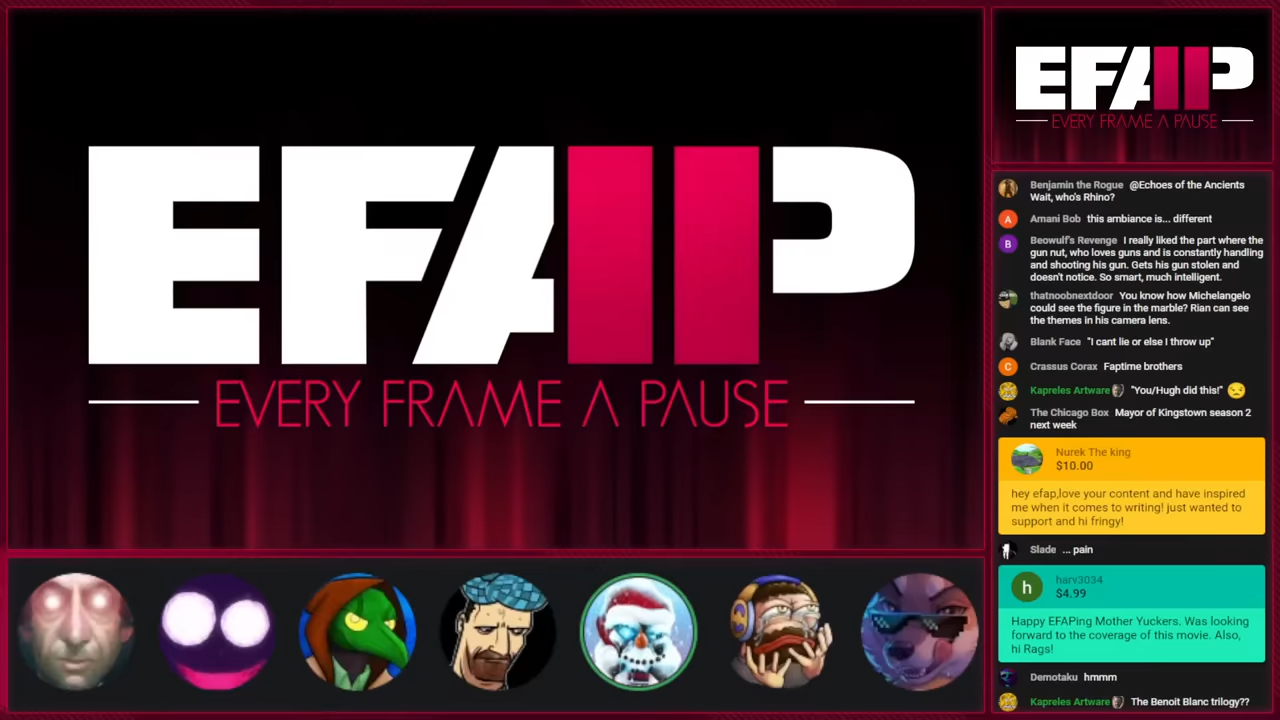 EFAP
EVERY FRAME A PAUSE
EFAP
EVERY FRAME A PAUSE
Benjamin the Rogue @Echoes of the Ancients
Wait, who's Rhino?
A
Amani Bob this ambiance is... different
B
Beowulf's Revenge I really liked the part where the
gun nut, who loves guns and is constantly handling
and shooting his gun. Gets his gun stolen and
doesn't notice. So smart, much intelligent.
thatnoobnextdoor You know how Michelangelo
could see the figure in the marble? Rian can see
the themes in his camera lens.
Blank Face "I cant lie or else I throw up"
C
Crassus Corax Faptime brothers
Kapreles Artware "You/Hugh did this!"
The Chicago Box Mayor of Kingstown season 2
next week
Nurek The king
$10.00
hey efap,love your content and have inspired
me when it comes to writing! just wanted to
support and hi fringy!
Slade ... pain
h
harv3034
$4.99
Happy EFAPing Mother Yuckers. Was looking
forward to the coverage of this movie. Also,
hi Rags!
Demotaku hmmm
Kapreles Artware The Benoit Blanc trilogy??